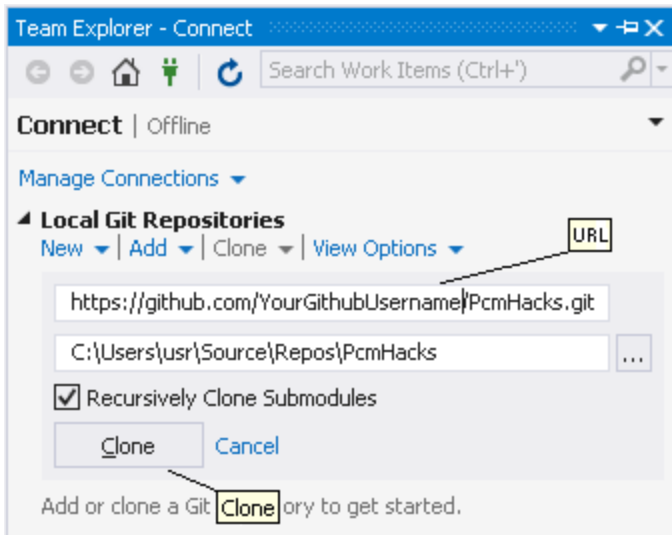 Team Explorer - Connect
Search Work Items (Ctrl+')
Connect | Offline
Manage Connections
Local Git Repositories
New | Add | Clone | View Options
URL
https://github.com/YourGithubUsername/PcmHacks.git
C:\Users\usr\Source\Repos\PcmHacks
...
Recursively Clone Submodules
Clone Cancel
Add or clone a Git Clone ory to get started.